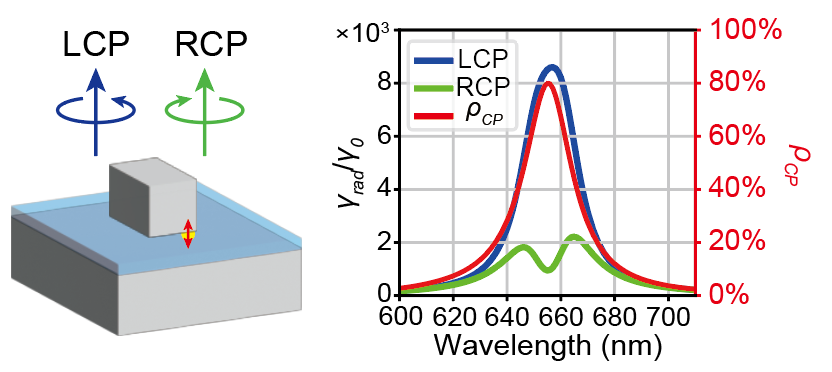 LCP RCP
×10³
8
6
4
2
0
γrad/γ0
LCP
RCP
ρCP
100%
80%
60%
40%
20%
0%
ρCP
600 620 640 660 680 700
Wavelength (nm)